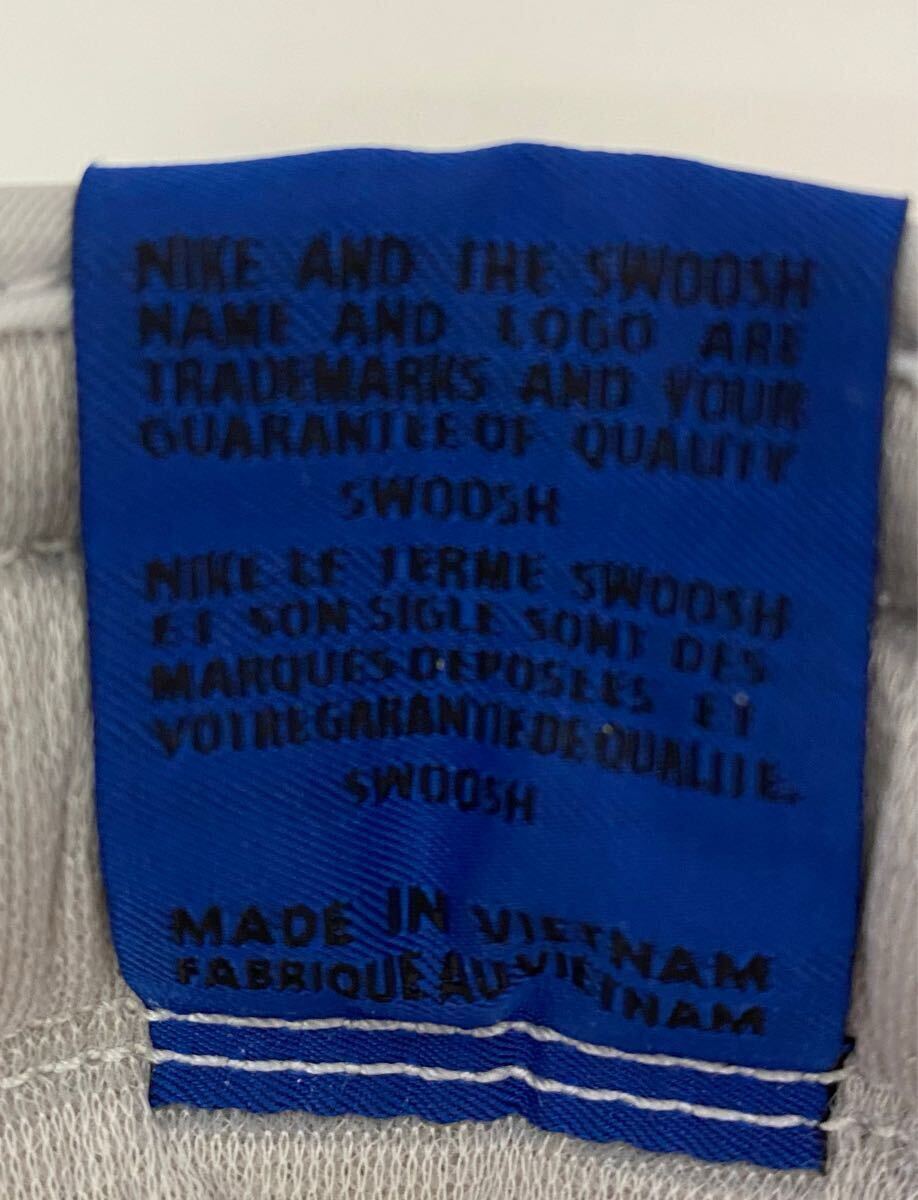 NIKE AND THE SWOOSH
NAME AND LOGO ARE
TRADEMARKS AND YOUR
GUARANTEE OF QUALITY
SWOOSH
NIKE LE TERME SWOOSH
ET SON SIGLE SONT DES
MARQUES DEPOSEES ET
VOTRE GARANTIE DE QUALITE.
SWOOSH
MADE IN VIETNAM
FABRIQUE AU VIETNAM